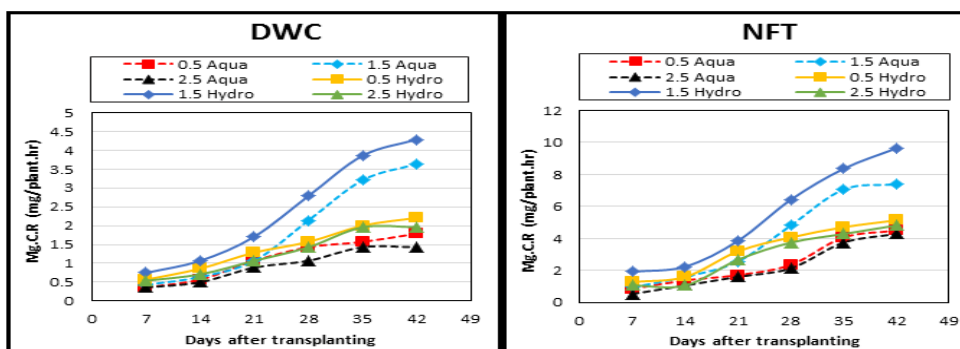 DWC
0.5 Aqua 1.5 Aqua
2.5 Aqua 0.5 Hydro
1.5 Hydro 2.5 Hydro
Mg.C.R (mg/plant.hr)
5
4.5
4
3.5
3
2.5
2
1.5
1
0.5
0
0 7 14 21 28 35 42 49
Days after transplanting
NFT
0.5 Aqua 1.5 Aqua
2.5 Aqua 0.5 Hydro
1.5 Hydro 2.5 Hydro
Mg.C.R (mg/plant.hr)
12
10
8
6
4
2
0
0 7 14 21 28 35 42 49
Days after transplanting